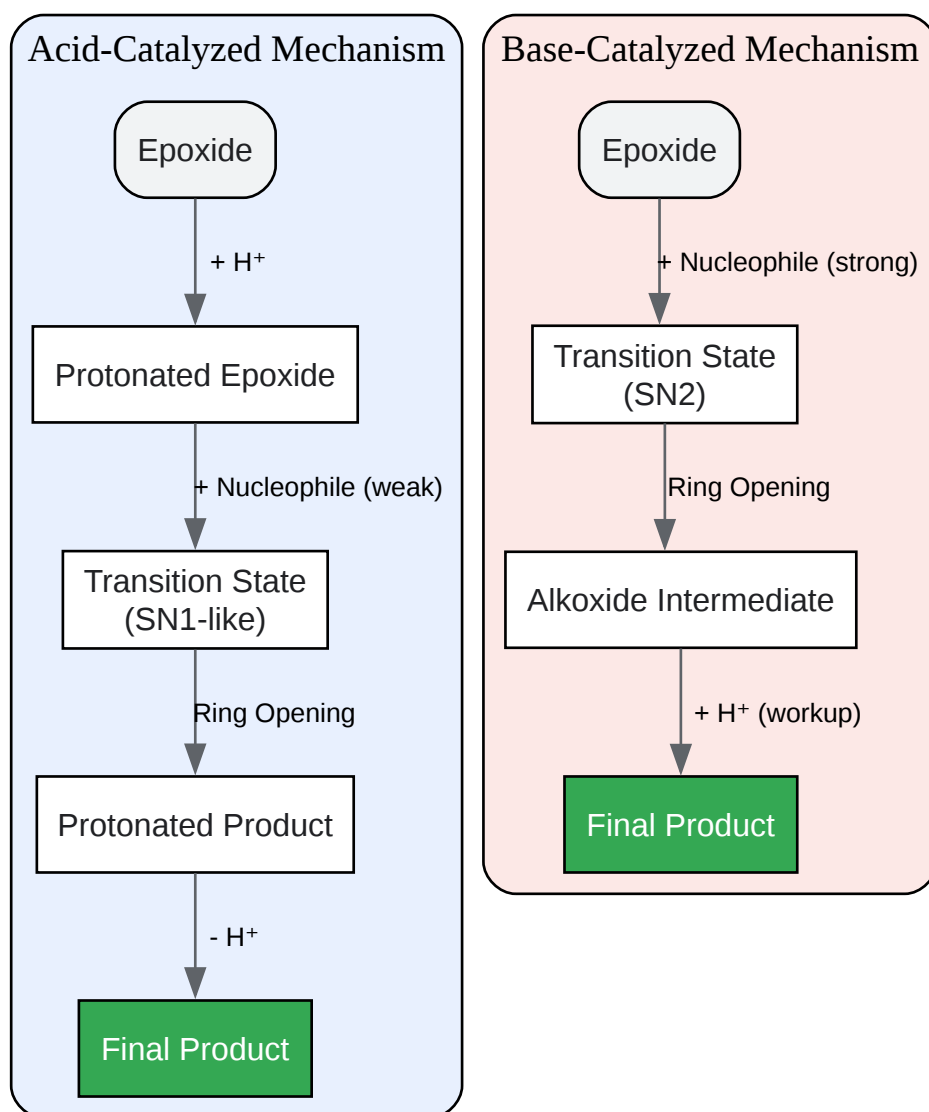 Acid-Catalyzed Mechanism
Epoxide
+ H⁺
Protonated Epoxide
+ Nucleophile (weak)
Transition State
(SN1-like)
Ring Opening
Protonated Product
- H⁺
Final Product
Base-Catalyzed Mechanism
Epoxide
+ Nucleophile (strong)
Transition State
(SN2)
Ring Opening
Alkoxide Intermediate
+ H⁺ (workup)
Final Product